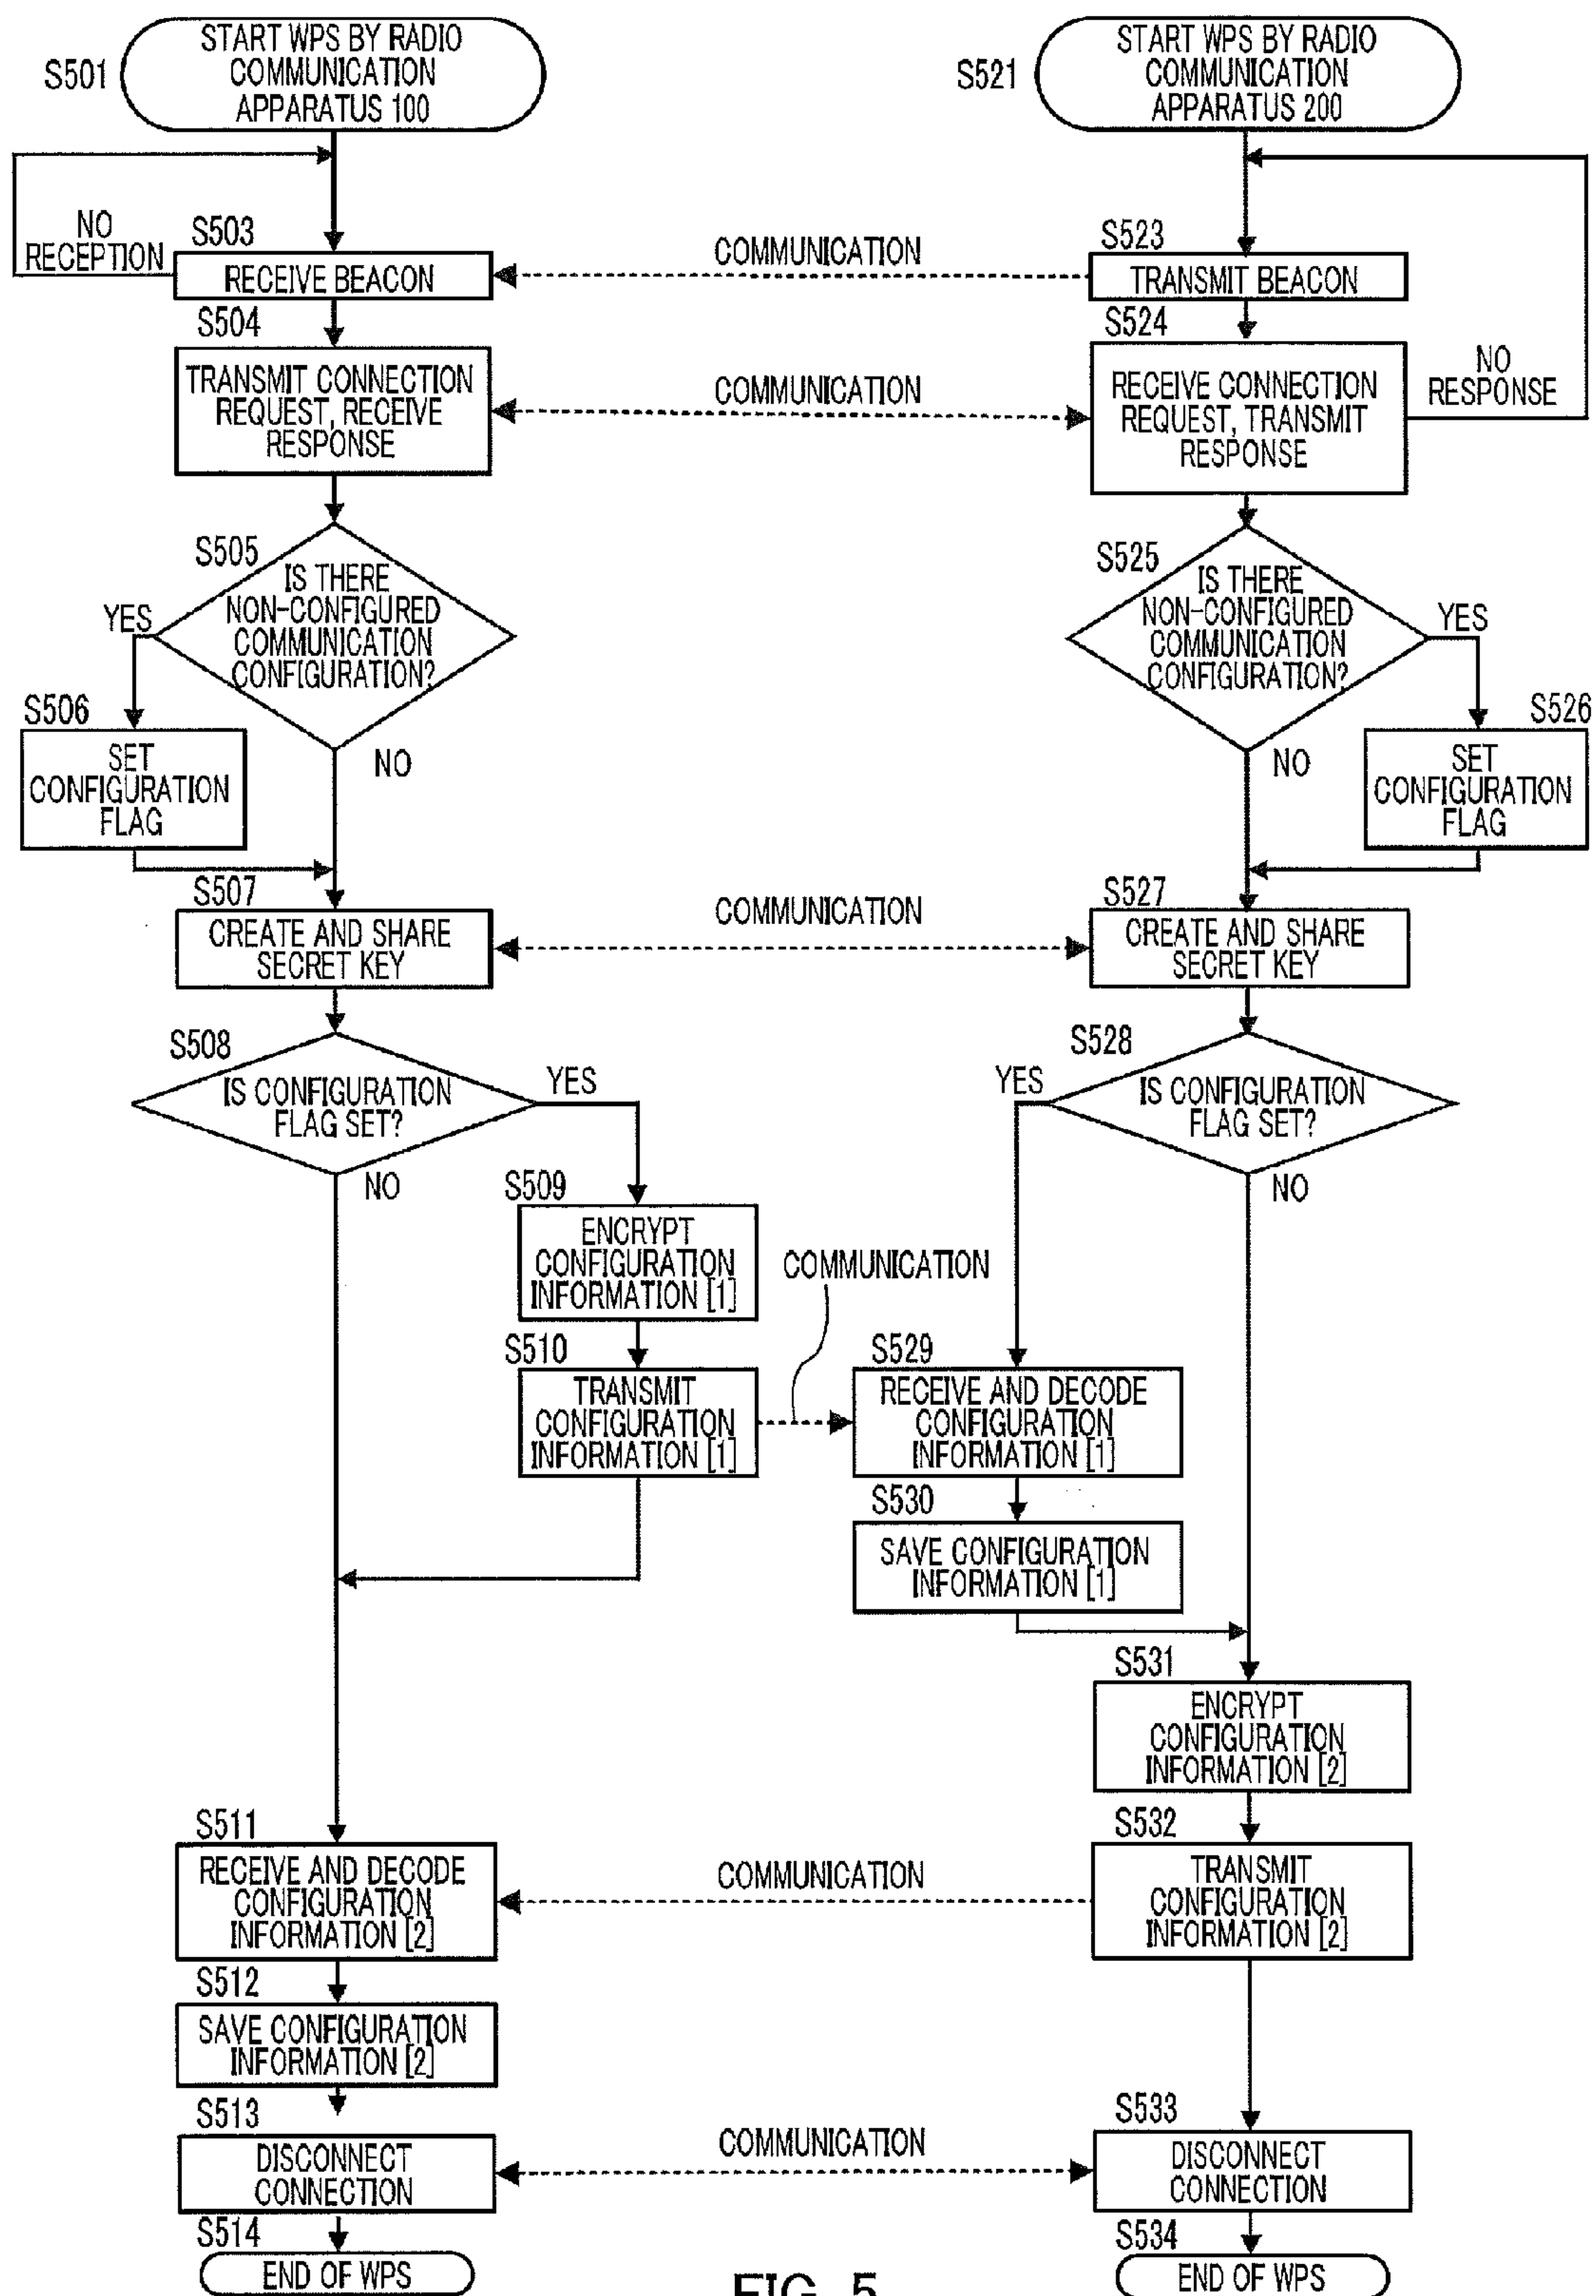 START WPS BY RADIO
COMMUNICATION
APPARATUS 100
S501
START WPS BY RADIO
COMMUNICATION
APPARATUS 200
S521
NO
RECEPTION
S503
RECEIVE BEACON
COMMUNICATION
S523
TRANSMIT BEACON
S504
TRANSMIT CONNECTION
REQUEST, RECEIVE
RESPONSE
COMMUNICATION
S524
RECEIVE CONNECTION
REQUEST, TRANSMIT
RESPONSE
NO
RESPONSE
S505
IS THERE
NON-CONFIGURED
COMMUNICATION
CONFIGURATION?
YES
NO
S525
IS THERE
NON-CONFIGURED
COMMUNICATION
CONFIGURATION?
YES
NO
S506
SET
CONFIGURATION
FLAG
S526
SET
CONFIGURATION
FLAG
S507
CREATE AND SHARE
SECRET KEY
COMMUNICATION
S527
CREATE AND SHARE
SECRET KEY
S508
IS CONFIGURATION
FLAG SET?
YES
NO
S528
IS CONFIGURATION
FLAG SET?
YES
NO
S509
ENCRYPT
CONFIGURATION
INFORMATION [1]
COMMUNICATION
S510
TRANSMIT
CONFIGURATION
INFORMATION [1]
S529
RECEIVE AND DECODE
CONFIGURATION
INFORMATION [1]
S530
SAVE CONFIGURATION
INFORMATION [1]
S531
ENCRYPT
CONFIGURATION
INFORMATION [2]
S511
RECEIVE AND DECODE
CONFIGURATION
INFORMATION [2]
COMMUNICATION
S532
TRANSMIT
CONFIGURATION
INFORMATION [2]
S512
SAVE CONFIGURATION
INFORMATION [2]
S513
DISCONNECT
CONNECTION
COMMUNICATION
S533
DISCONNECT
CONNECTION
S514
END OF WPS
S534
END OF WPS
FIG. 5